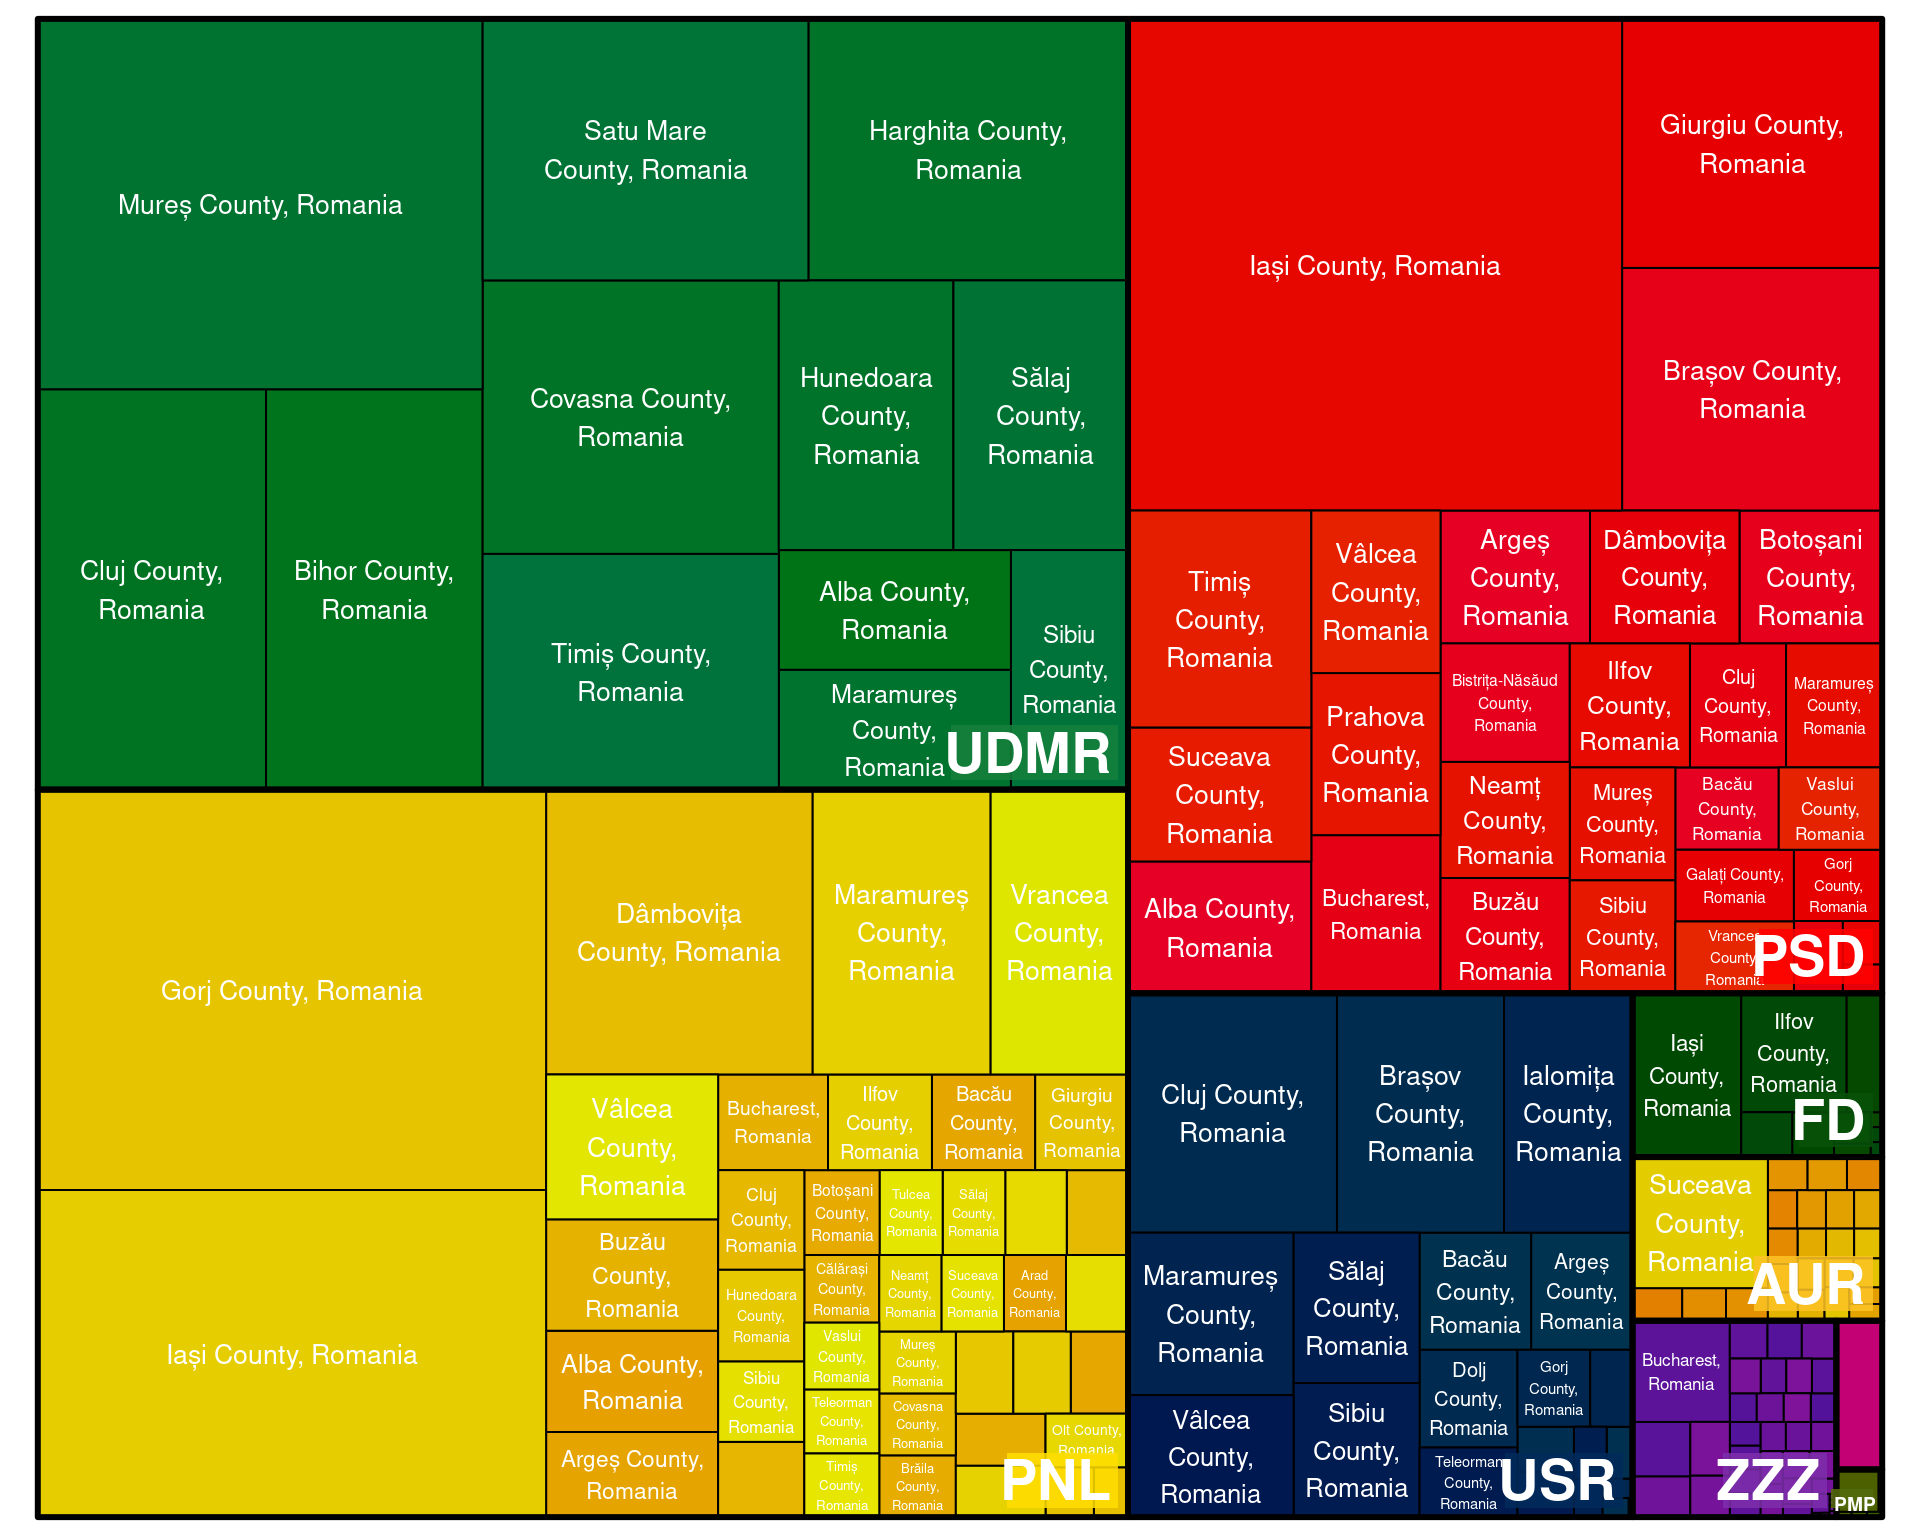 Mureș County, Romania
Satu Mare
County, Romania
Harghita County,
Romania
Cluj County,
Romania
Bihor County,
Romania
Covasna County,
Romania
Hunedoara
County,
Romania
Sălaj
County,
Romania
Timiș County,
Romania
Alba County,
Romania
Maramureș
County,
Romania
Sibiu
County,
Romania
UDMR
Iași County, Romania
Giurgiu County,
Romania
Brașov County,
Romania
Timiș
County,
Romania
Suceava
County,
Romania
Alba County,
Romania
Vâlcea
County,
Romania
Prahova
County,
Romania
Bucharest,
Romania
Argeș
County,
Romania
Dâmbovița
County,
Romania
Botoșani
County,
Romania
Bistrița-Năsăud
County,
Romania
Ilfov
County,
Romania
Cluj
County,
Romania
Maramureș
County,
Romania
Neamț
County,
Romania
Mureș
County,
Romania
Bacău
County,
Romania
Vaslui
County,
Romania
Buzău
County,
Romania
Sibiu
County,
Romania
Galați County,
Romania
Gorj
County,
Romania
Vrancea
County,
Romania
PSD
Gorj County, Romania
Iași County, Romania
Dâmbovița
County, Romania
Maramureș
County,
Romania
Vrancea
County,
Romania
Vâlcea
County,
Romania
Buzău
County,
Romania
Alba County,
Romania
Argeș County,
Romania
Bucharest,
Romania
Ilfov
County,
Romania
Bacău
County,
Romania
Giurgiu
County,
Romania
Cluj
County,
Romania
Hunedoara
County,
Romania
Sibiu
County,
Romania
Botoșani
County,
Romania
Călărași
County,
Romania
Vaslui
County,
Romania
Teleorman
County,
Romania
Timiș
County,
Romania
Tulcea
County,
Romania
Sălaj
County,
Romania
Neamț
County,
Romania
Suceava
County,
Romania
Arad
County,
Romania
Mureș
County,
Romania
Covasna
County,
Romania
Brăila
County,
Romania
Olt County,
Romania
PNL
Cluj County,
Romania
Brașov
County,
Romania
Ialomița
County,
Romania
Maramureș
County,
Romania
Vâlcea
County,
Romania
Sălaj
County,
Romania
Sibiu
County,
Romania
Bacău
County,
Romania
Argeș
County,
Romania
Dolj
County,
Romania
Gorj
County,
Romania
Teleorman
County,
Romania
USR
Iași
County,
Romania
Ilfov
County,
Romania
FD
Suceava
County,
Romania
AUR
Bucharest,
Romania
ZZZ
PMP